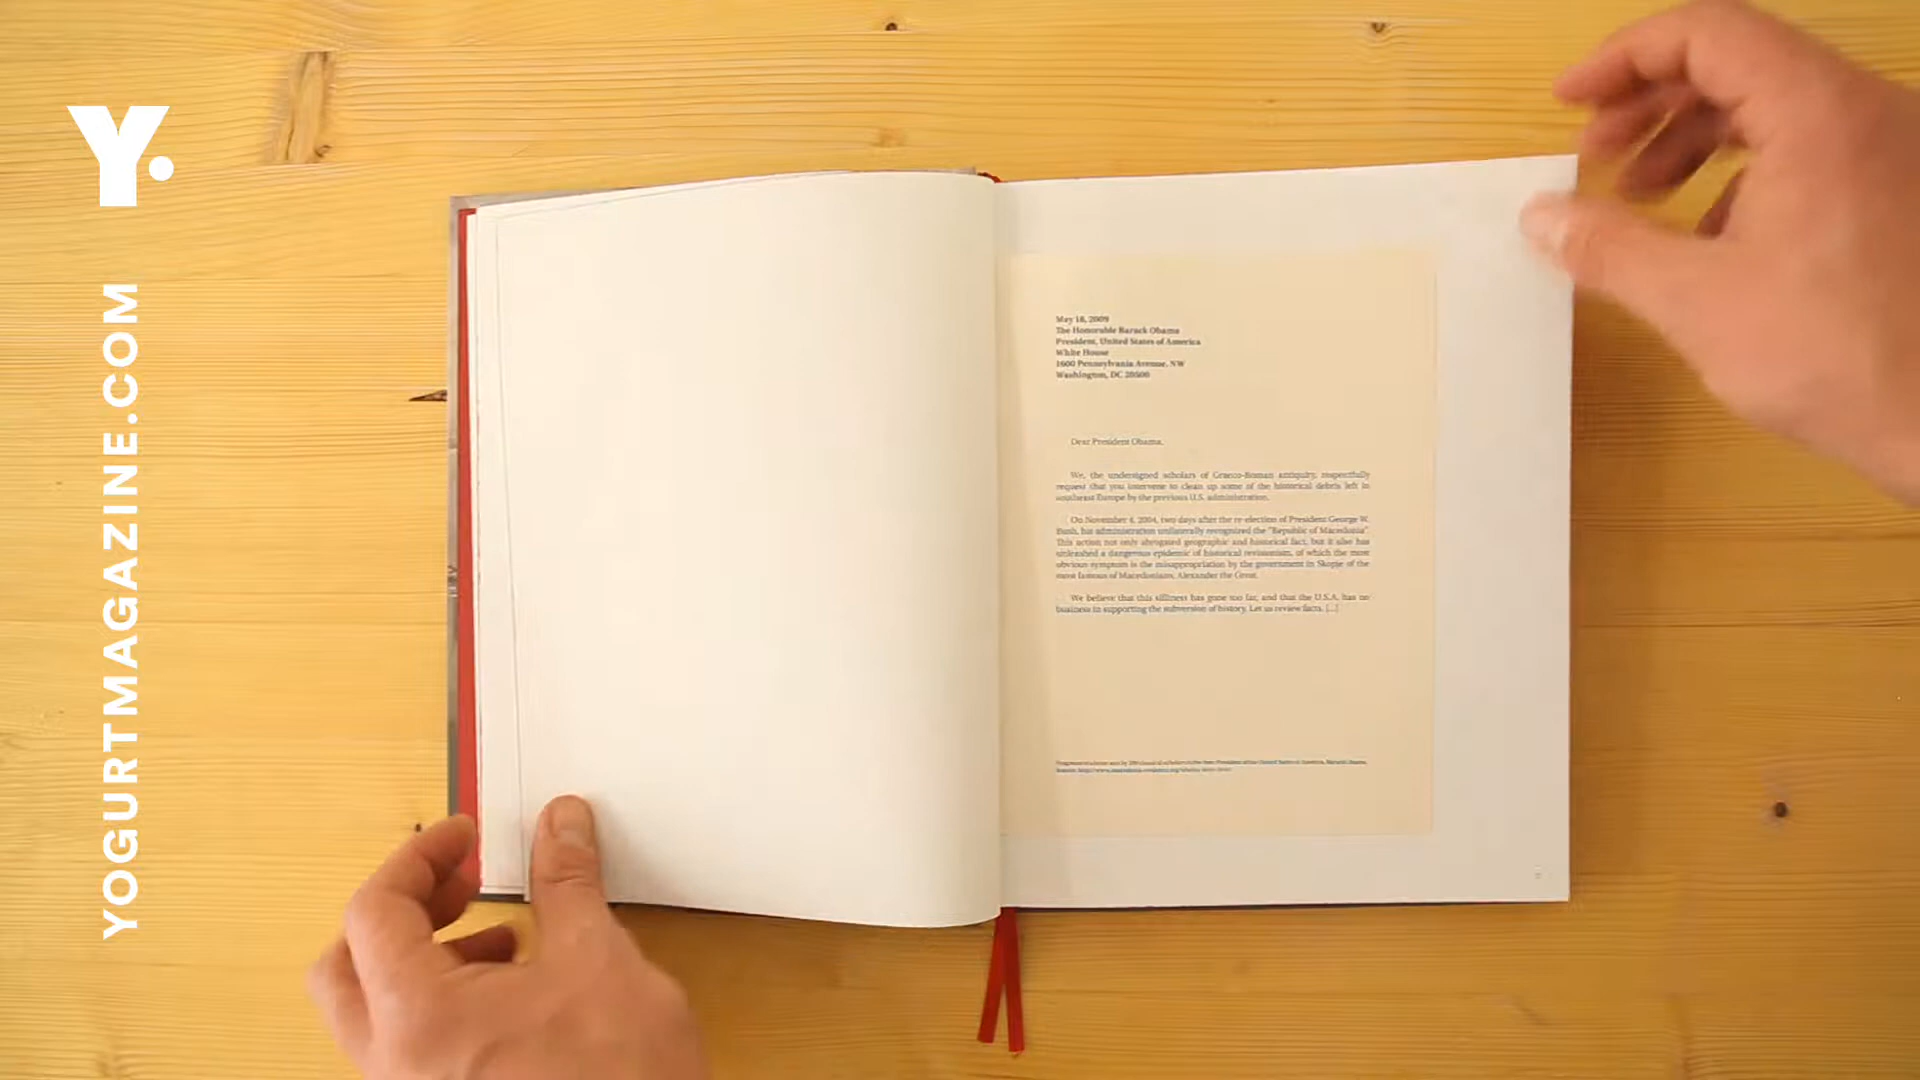 Y.
YOGURTMAGAZINE.COM
May 18, 2009
The Honorable Barack Obama
President, United States of America
White House
1600 Pennsylvania Avenue, NW
Washington, DC 20500
Dear President Obama,
We, the undersigned scholars of Graeco-Roman antiquity, respectfully
request that you intervene to clean up some of the historical debris left in
southeast Europe by the previous U.S. administration.
On November 4, 2004, two days after the re-election of President George W.
Bush, his administration unilaterally recognized the "Republic of Macedonia".
This action not only abrogated geographic and historical fact, but it also has
unleashed a dangerous epidemic of historical revisionism, of which the most
obvious symptom is the misappropriation by the government in Skopje of the
most famous of Macedonians, Alexander the Great.
We believe that this silliness has gone too far, and that the U.S.A. has no
business in supporting the subversion of history. Let us review facts. [...]